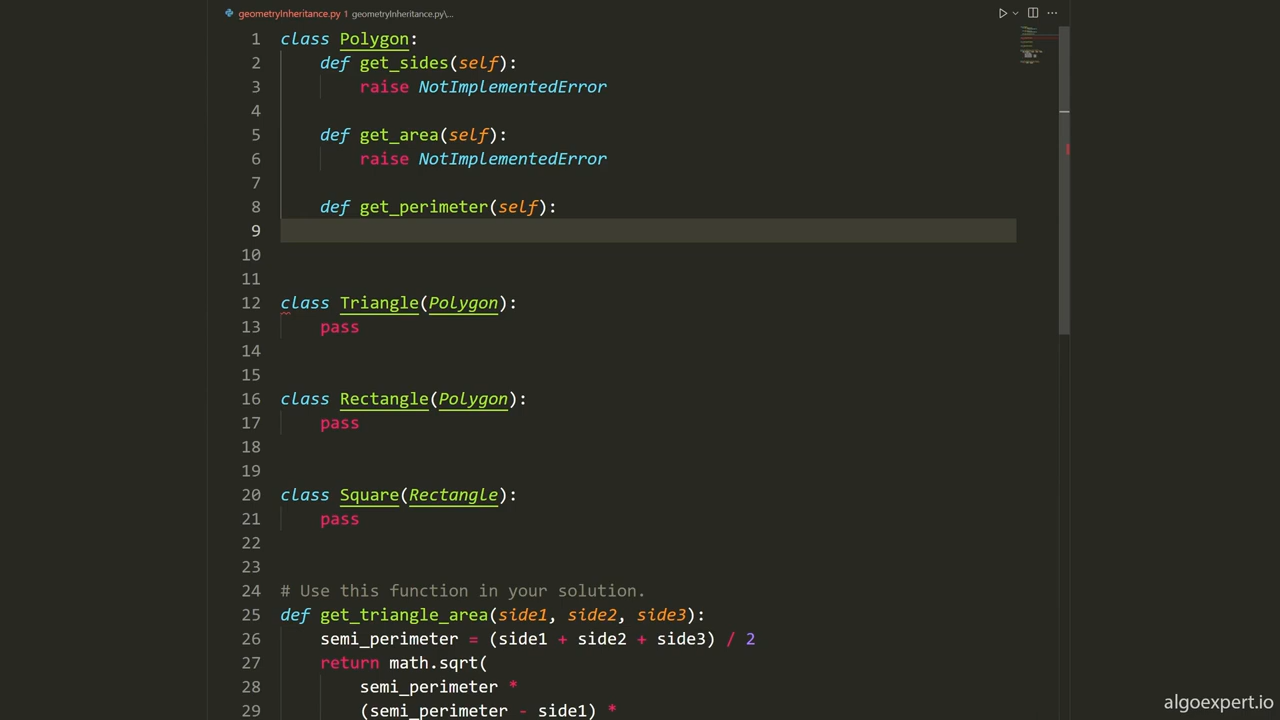 geometryInheritance.py 1 geometryInheritance.py\...
1 class Polygon:
2 def get_sides(self):
3 raise NotImplementedError
4
5 def get_area(self):
6 raise NotImplementedError
7
8 def get_perimeter(self):
9
10
11
12 class Triangle(Polygon):
13 pass
14
15
16 class Rectangle(Polygon):
17 pass
18
19
20 class Square(Rectangle):
21 pass
22
23
24 # Use this function in your solution.
25 def get_triangle_area(side1, side2, side3):
26 semi_perimeter = (side1 + side2 + side3) / 2
27 return math.sqrt(
28 semi_perimeter *
29 (semi_perimeter - side1) *
algoexpert.io